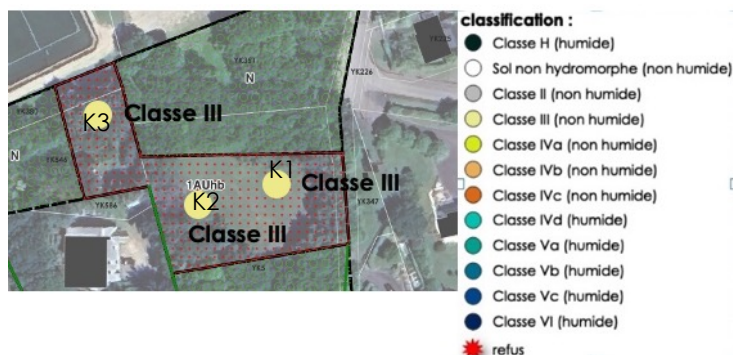 K3
Classe III
N
YK226
N
1AUhb
K1
Classe III
K2
Classe III
YK347
YK5
classification :
Classe H (humide)
Sol non hydromorphe (non humide)
Classe II (non humide)
Classe III (non humide)
Classe IVa (non humide)
Classe IVb (non humide)
Classe IVc (non humide)
Classe IVd (humide)
Classe Va (humide)
Classe Vb (humide)
Classe Vc (humide)
Classe VI (humide)
refus